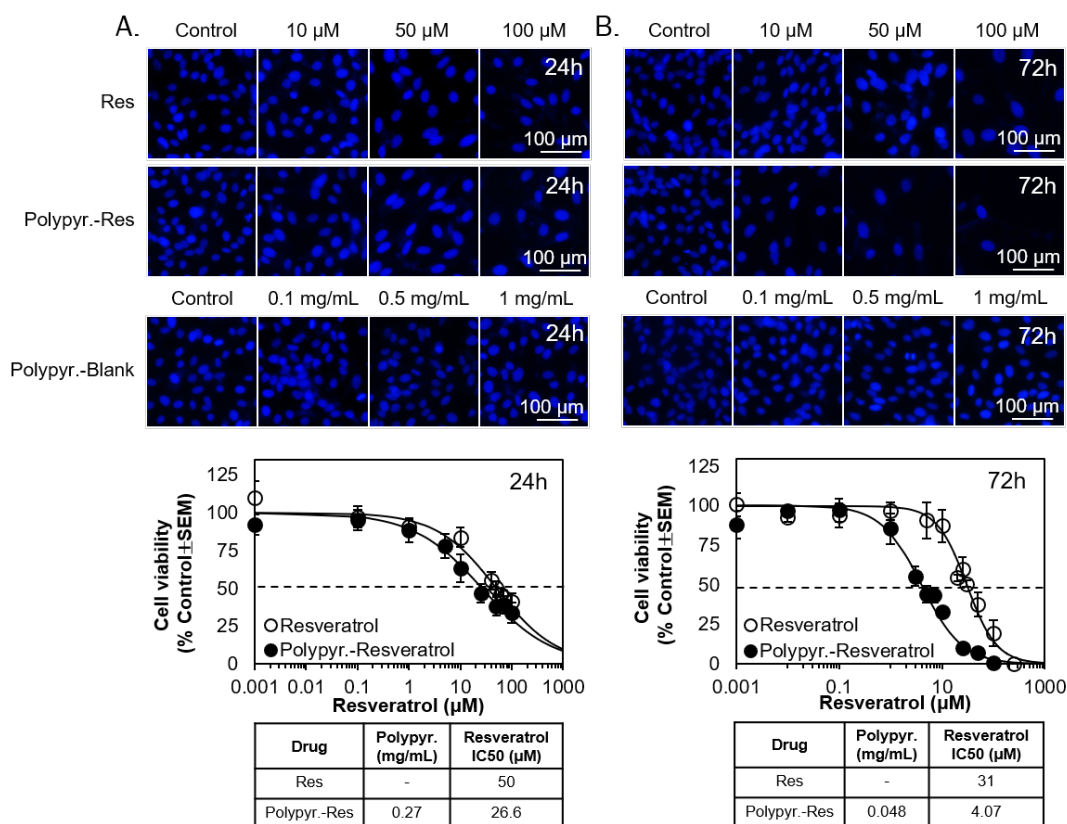 A.
Control 10 µM 50 µM 100 µM
Res
24h
100 µm
Polypyr.-Res
24h
100 µm
Control 0.1 mg/mL 0.5 mg/mL 1 mg/mL
Polypyr.-Blank
24h
100 µm
B.
Control 10 µM 50 µM 100 µM
72h
100 µm
72h
100 µm
Control 0.1 mg/mL 0.5 mg/mL 1 mg/mL
72h
100 µm
Cell viability
(% Control±SEM)
125
100
75
50
25
0
24h
Resveratrol
Polypyr.-Resveratrol
0.001 0.1 1 10 100 1000
Resveratrol (µM)
Drug Polypyr. (mg/mL) Resveratrol IC50 (µM)
Res - 50
Polypyr.-Res 0.27 26.6
Cell viability
(% Control±SEM)
125
100
75
50
25
0
72h
Resveratrol
Polypyr.-Resveratrol
0.001 0.1 10 1000
Resveratrol (µM)
Drug Polypyr. (mg/mL) Resveratrol IC50 (µM)
Res - 31
Polypyr.-Res 0.048 4.07